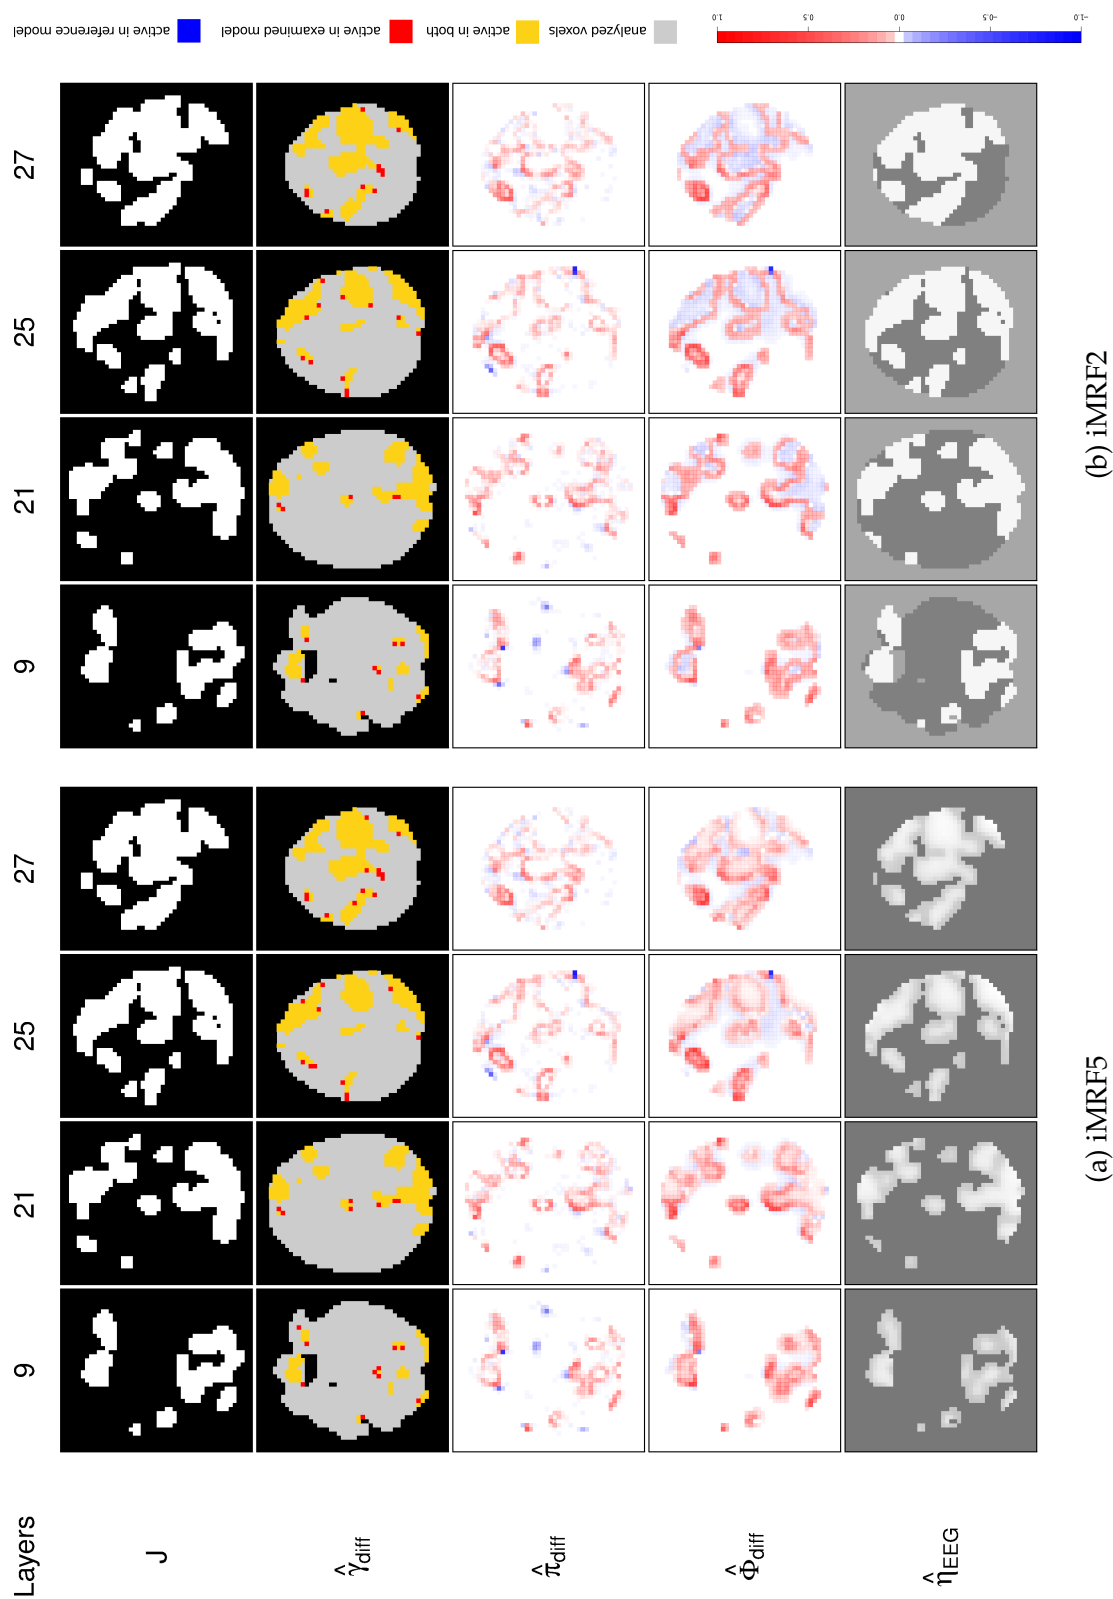 Layers 9 21 25 27 9 21 25 27
J
γ̂diff
π̂diff
Φ̂diff
η̂EEG
(a) iMRF5
(b) iMRF2
active in reference model
active in examined model
active in both
analyzed voxels
1.0 0.5 0.0 −0.5 −1.0